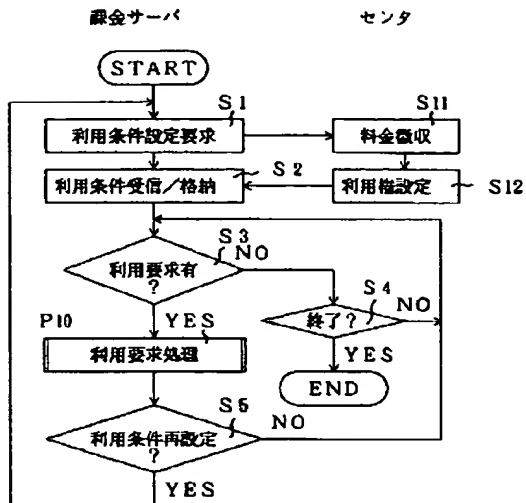 課金サーバ
センタ
START
S1
利用条件設定要求
S11
料金徴収
S2
利用条件受信/格納
利用権設定
S12
S3
利用要求有
?
NO
S4
終了?
NO
YES
END
P10
YES
利用要求処理
S5
利用条件再設定
?
NO
YES